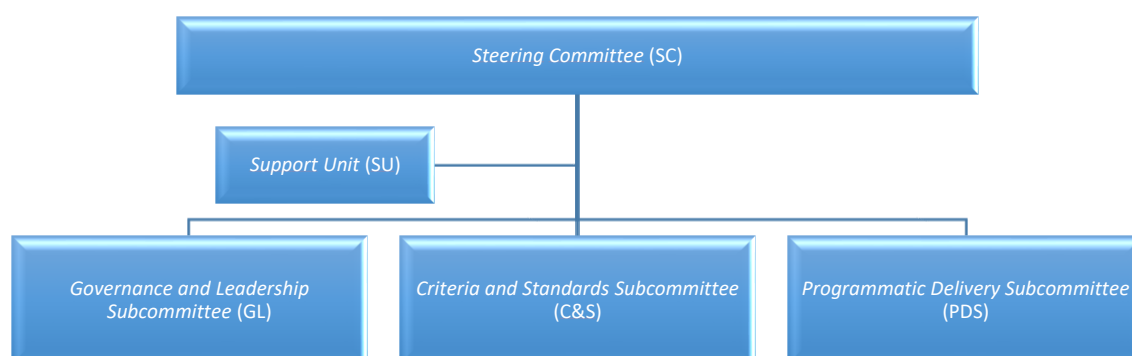 Steering Committee (SC)
Support Unit (SU)
Governance and Leadership
Subcommittee (GL)
Criteria and Standards Subcommittee
(C&S)
Programmatic Delivery Subcommittee
(PDS)